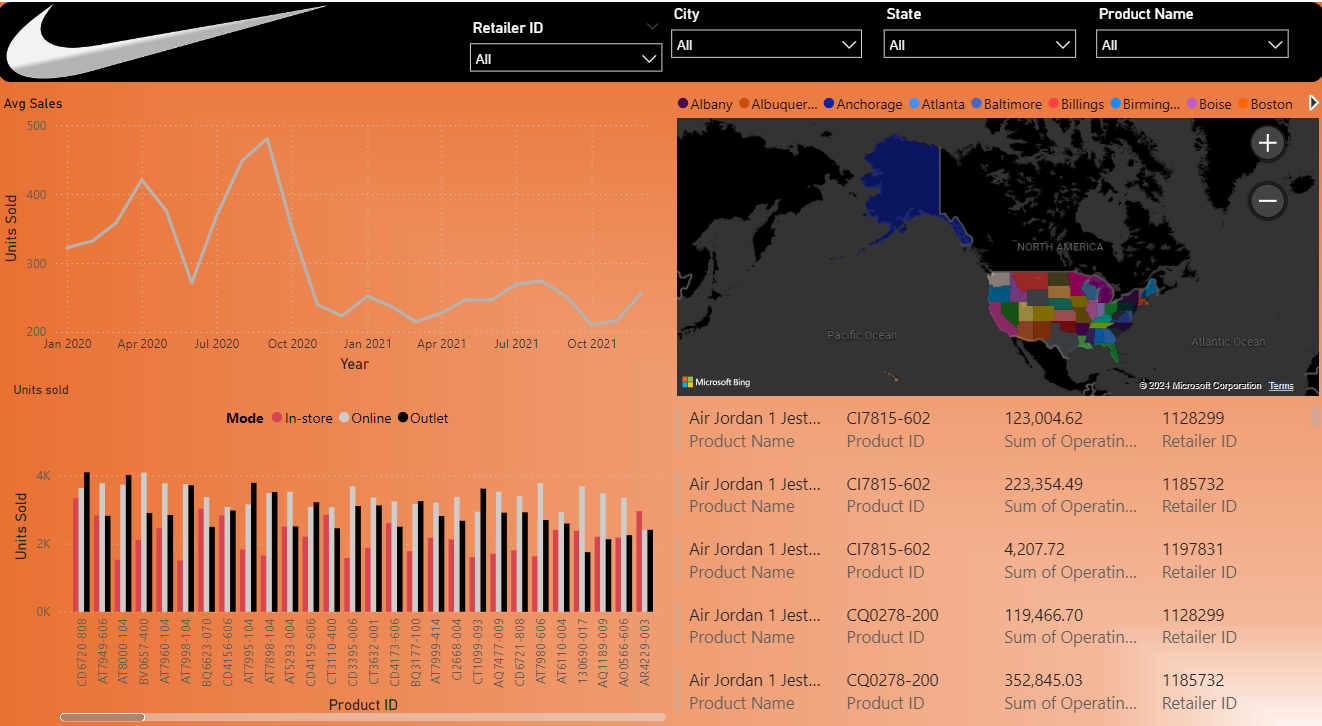 Retailer ID
All
City
All
State
All
Product Name
All
Avg Sales
500
400
300
200
Units Sold
Jan 2020 Apr 2020 Jul 2020 Oct 2020 Jan 2021 Apr 2021 Jul 2021 Oct 2021
Year
Albany Albuquer... Anchorage Atlanta Baltimore Billings Birming... Boise Boston
NORTH AMERICA
Pacific Ocean
Atlantic Ocean
Microsoft Bing
© 2024 Microsoft Corporation Terms
Units sold
Mode In-store Online Outlet
4K
2K
0K
Units Sold
CD6720-808
AT7949-606
AT8000-104
BV0657-400
AT7960-104
AT7998-104
BQ6623-070
CD4156-606
AT7995-104
AT7898-104
AT5293-004
CD4159-606
CT3110-400
CD3395-006
CT3632-001
CD4173-606
BQ3177-100
AT7999-414
CI2668-004
CT1099-093
AQ7477-009
CD6721-808
AT7980-606
AT6110-004
130690-017
AQ1189-009
AO0566-606
AR4229-003
Product ID
Air Jordan 1 Jest... CI7815-602 123,004.62 1128299
Product Name Product ID Sum of Operatin... Retailer ID
Air Jordan 1 Jest... CI7815-602 223,354.49 1185732
Product Name Product ID Sum of Operatin... Retailer ID
Air Jordan 1 Jest... CI7815-602 4,207.72 1197831
Product Name Product ID Sum of Operatin... Retailer ID
Air Jordan 1 Jest... CQ0278-200 119,466.70 1128299
Product Name Product ID Sum of Operatin... Retailer ID
Air Jordan 1 Jest... CQ0278-200 352,845.03 1185732
Product Name Product ID Sum of Operatin... Retailer ID